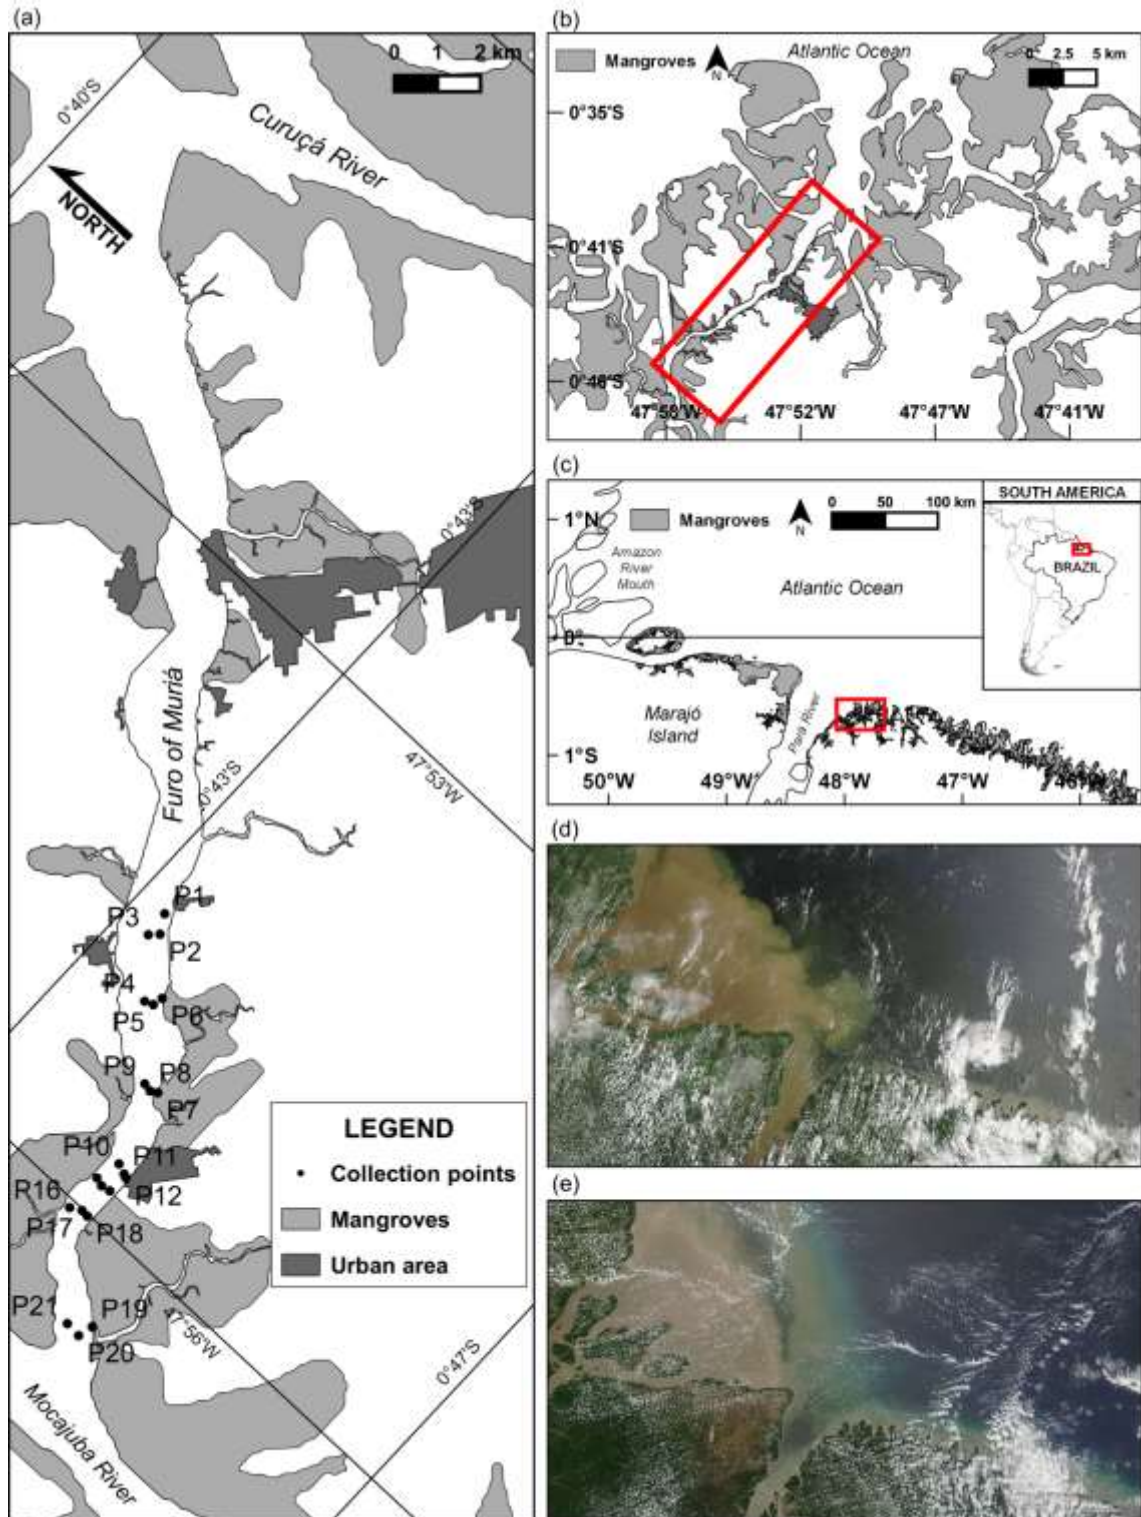 (a)
0 1 2 km
0°40'S
Curuçá River
NORTH
0°43'S
Furo of Muriá
0°43'S
47°53'W
P1
P3
P2
P4
P5
P6
P9
P8
P7
P10
P11
P16
P12
P17
P18
P21
P19
P20
47°56'W
0°47'S
Mocajuba River
LEGEND
Collection points
Mangroves
Urban area
(b)
Mangroves
N
Atlantic Ocean
0 2.5 5 km
0°35'S
0°41'S
0°46'S
47°58'W 47°52'W 47°47'W 47°41'W
(c)
1°N
Mangroves
N
0 50 100 km
SOUTH AMERICA
BRAZIL
Amazon
River
Mouth
Atlantic Ocean
0°
Marajó
Island
Pará River
1°S
50°W 49°W 48°W 47°W 46°W
(d)
(e)